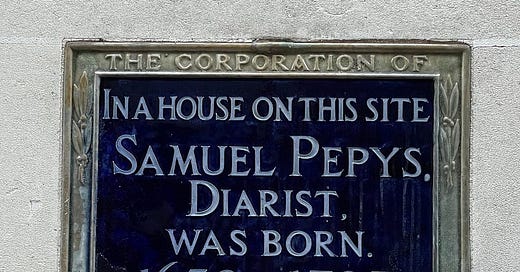 THE CORPORATION OF
IN A HOUSE ON THIS SITE
SAMUEL PEPYS,
DIARIST,
WAS BORN.